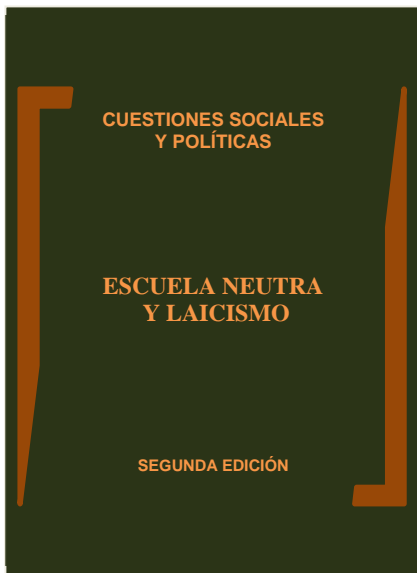 CUESTIONES SOCIALES
Y POLÍTICAS
ESCUELA NEUTRA
Y LAICISMO
SEGUNDA EDICIÓN